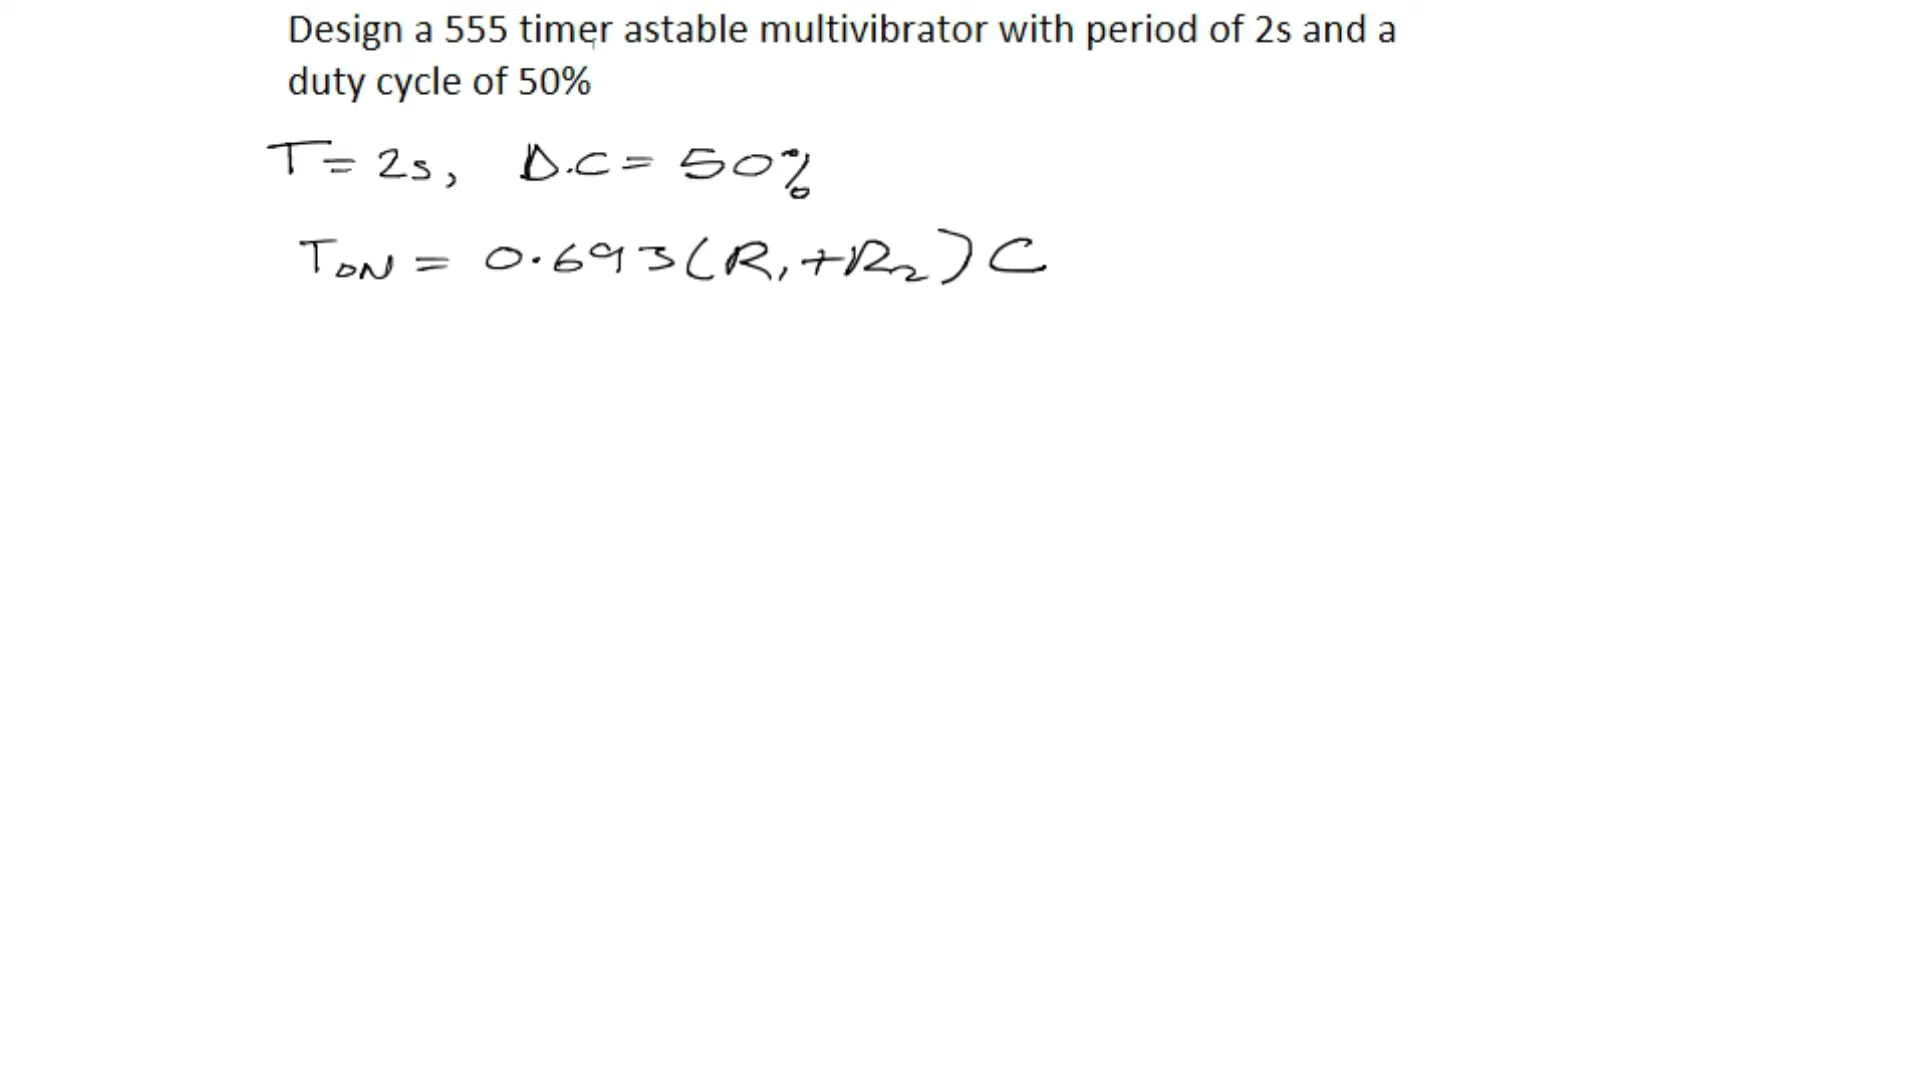 Design a 555 timer astable multivibrator with period of 2s and a
duty cycle of 50%
T= 2s, D.C= 50%
TON = 0.693(R1+R2)C